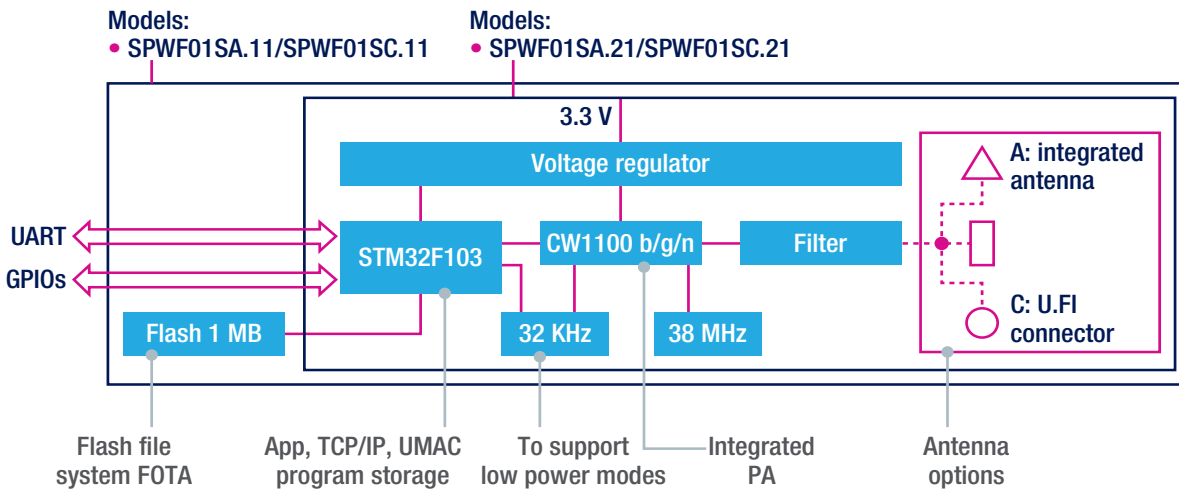 Models:
• SPWF01SA.11/SPWF01SC.11
Models:
• SPWF01SA.21/SPWF01SC.21
3.3 V
Voltage regulator
A: integrated
antenna
UART
STM32F103
CW1100 b/g/n
Filter
GPIOs
C: U.Fl
connector
Flash 1 MB
32 KHz
38 MHz
Flash file
system FOTA
App, TCP/IP, UMAC
program storage
To support
low power modes
Integrated
PA
Antenna
options